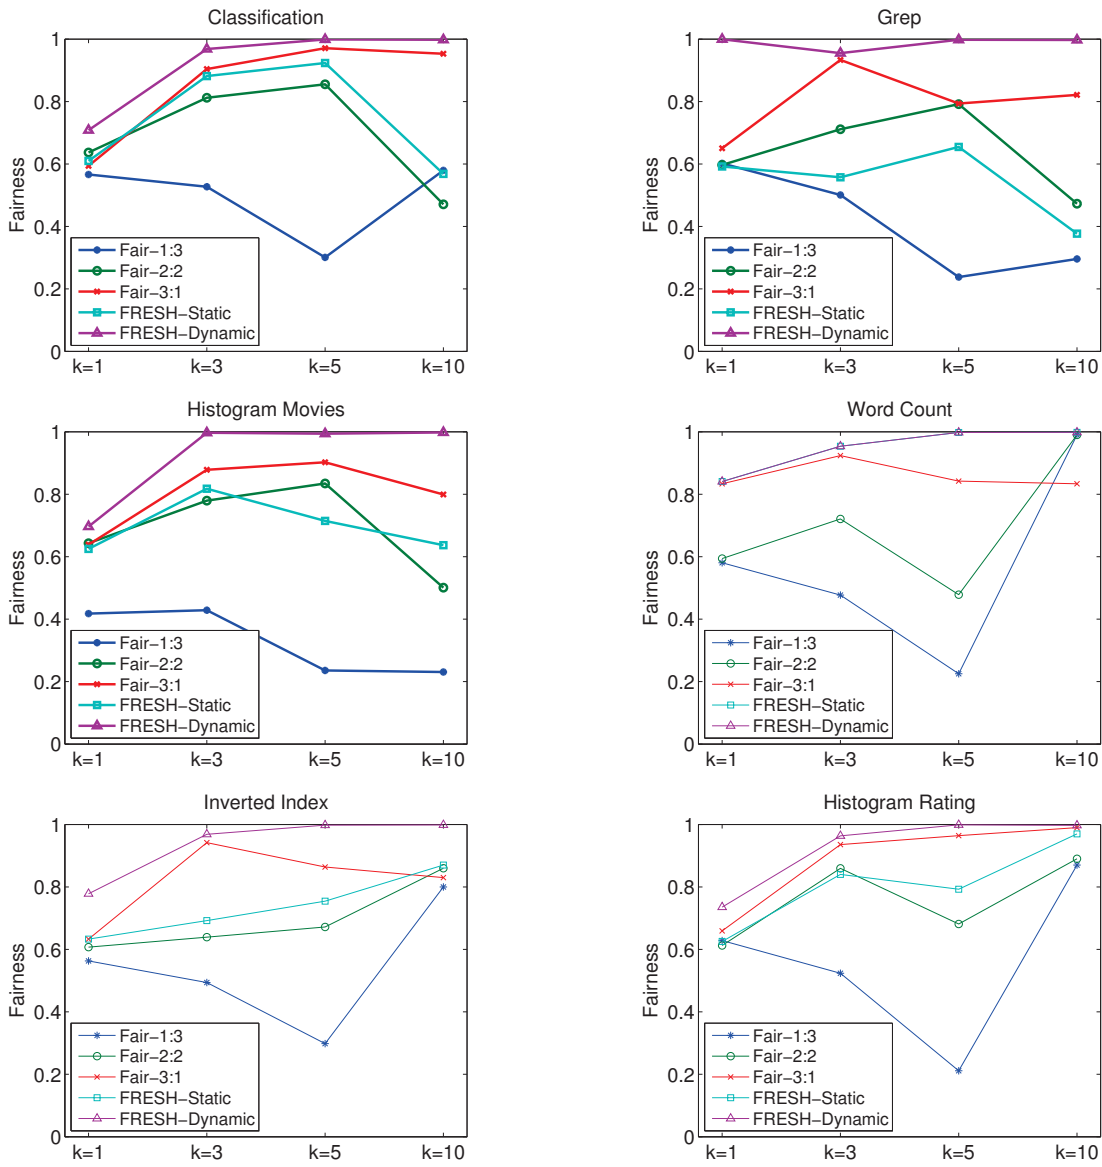 Classification
Fairness
1
0.8
0.6
0.4
0.2
0
k=1 k=3 k=5 k=10
Fair−1:3
Fair−2:2
Fair−3:1
FRESH−Static
FRESH−Dynamic
Grep
Fairness
1
0.8
0.6
0.4
0.2
0
k=1 k=3 k=5 k=10
Fair−1:3
Fair−2:2
Fair−3:1
FRESH−Static
FRESH−Dynamic
Histogram Movies
Fairness
1
0.8
0.6
0.4
0.2
0
k=1 k=3 k=5 k=10
Fair−1:3
Fair−2:2
Fair−3:1
FRESH−Static
FRESH−Dynamic
Word Count
Fairness
1
0.8
0.6
0.4
0.2
0
k=1 k=3 k=5 k=10
Fair−1:3
Fair−2:2
Fair−3:1
FRESH−Static
FRESH−Dynamic
Inverted Index
Fairness
1
0.8
0.6
0.4
0.2
0
k=1 k=3 k=5 k=10
Fair−1:3
Fair−2:2
Fair−3:1
FRESH−Static
FRESH−Dynamic
Histogram Rating
Fairness
1
0.8
0.6
0.4
0.2
0
k=1 k=3 k=5 k=10
Fair−1:3
Fair−2:2
Fair−3:1
FRESH−Static
FRESH−Dynamic